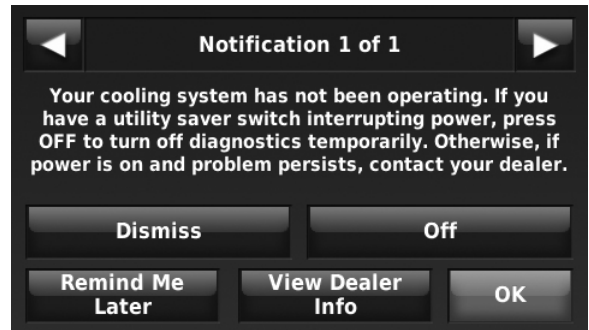 Notification 1 of 1
Your cooling system has not been operating. If you
have a utility saver switch interrupting power, press
OFF to turn off diagnostics temporarily. Otherwise, if
power is on and problem persists, contact your dealer.
Dismiss
Off
Remind Me
Later
View Dealer
Info
OK